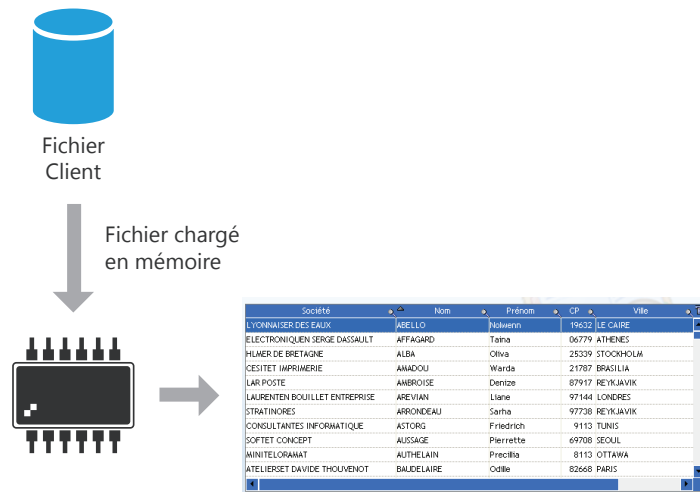 Fichier
Client
Fichier chargé
en mémoire
Société Nom Prénom CP Ville
LYONNAISER DES EAUX ABELLO Nolwenn 19632 LE CAIRE
ELECTRONIQUEN SERGE DASSAULT AFFAGARD Taina 06779 ATHENES
HLMER DE BRETAGNE ALBA Oliva 25339 STOCKHOLM
CESITET IMPRIMERIE AMADOU Warda 21787 BRASILIA
LAR POSTE AMBROISE Denize 87917 REYKJAVIK
LAURENTEN BOUILLET ENTREPRISE AREVIAN Liane 97144 LONDRES
STRATINORES ARRONDEAU Sarha 97738 REYKJAVIK
CONSULTANTES INFORMATIQUE ASTORG Friedrich 9113 TUNIS
SOFTET CONCEPT AUSSAGE Pierrette 69708 SEOUL
MINITELORAMAT AUTHELAIN Precillia 8113 OTTAWA
ATELIERSET DAVIDE THOUVENOT BAUDELAIRE Odille 82668 PARIS